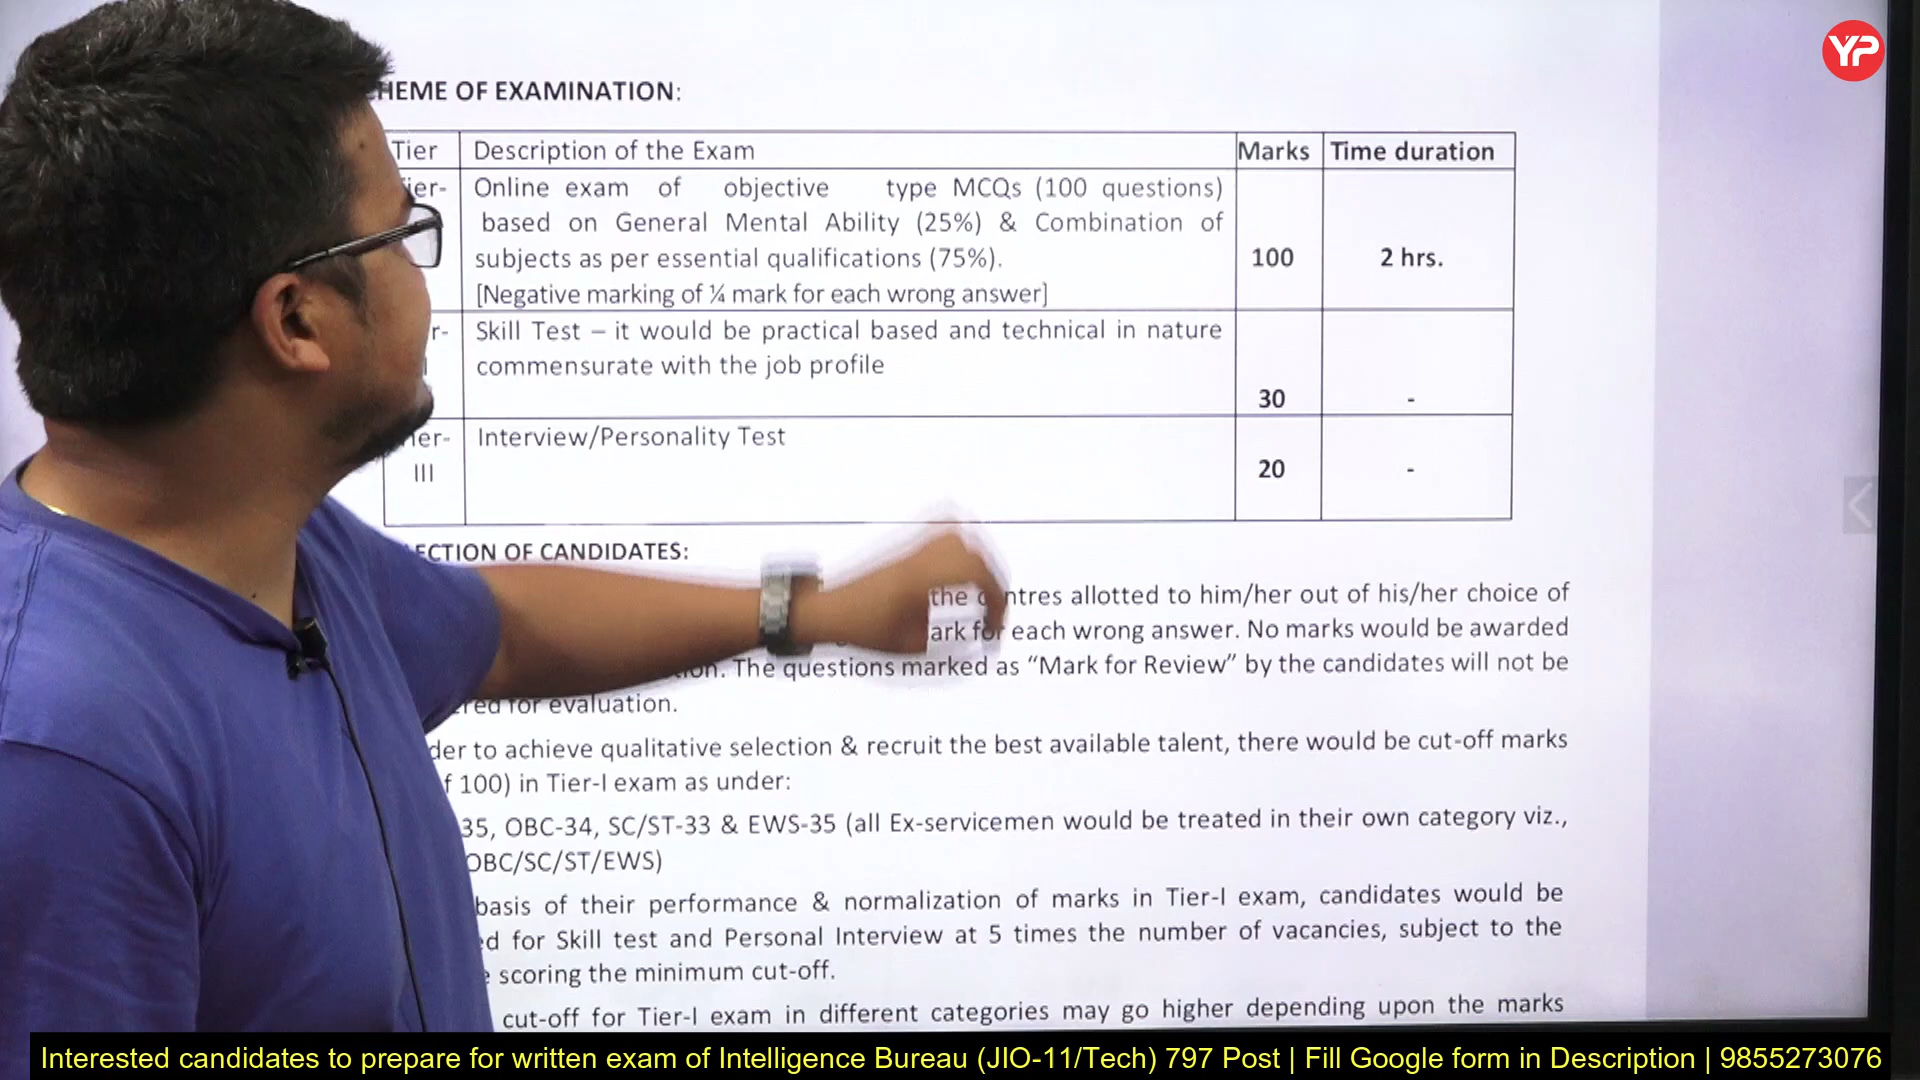 YP
HEME OF EXAMINATION:
Tier Description of the Exam Marks Time duration
ier- Online exam of objective type MCQs (100 questions)
based on General Mental Ability (25%) & Combination of
subjects as per essential qualifications (75%). 100 2 hrs.
[Negative marking of ¼ mark for each wrong answer]
r- Skill Test – it would be practical based and technical in nature
commensurate with the job profile
30 -
ier- Interview/Personality Test
III 20 -
ECTION OF CANDIDATES:
the ntres allotted to him/her out of his/her choice of
ark for each wrong answer. No marks would be awarded
ion. The questions marked as “Mark for Review” by the candidates will not be
ered for evaluation.
der to achieve qualitative selection & recruit the best available talent, there would be cut-off marks
f 100) in Tier-I exam as under:
35, OBC-34, SC/ST-33 & EWS-35 (all Ex-servicemen would be treated in their own category viz.,
OBC/SC/ST/EWS)
basis of their performance & normalization of marks in Tier-I exam, candidates would be
d for Skill test and Personal Interview at 5 times the number of vacancies, subject to the
scoring the minimum cut-off.
cut-off for Tier-I exam in different categories may go higher depending upon the marks
Interested candidates to prepare for written exam of Intelligence Bureau (JIO-11/Tech) 797 Post | Fill Google form in Description | 9855273076